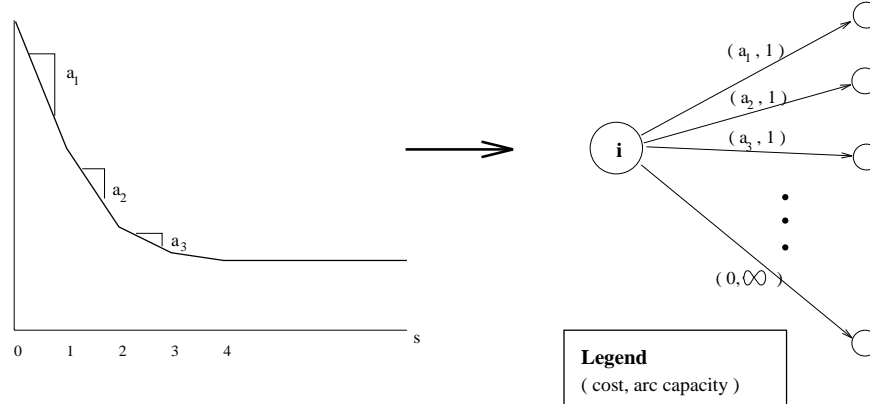 a1
a2
a3
0 1 2 3 4
s
( a1 , 1 )
( a2 , 1 )
( a3 , 1 )
i
( 0, ∞ )
Legend
( cost, arc capacity )